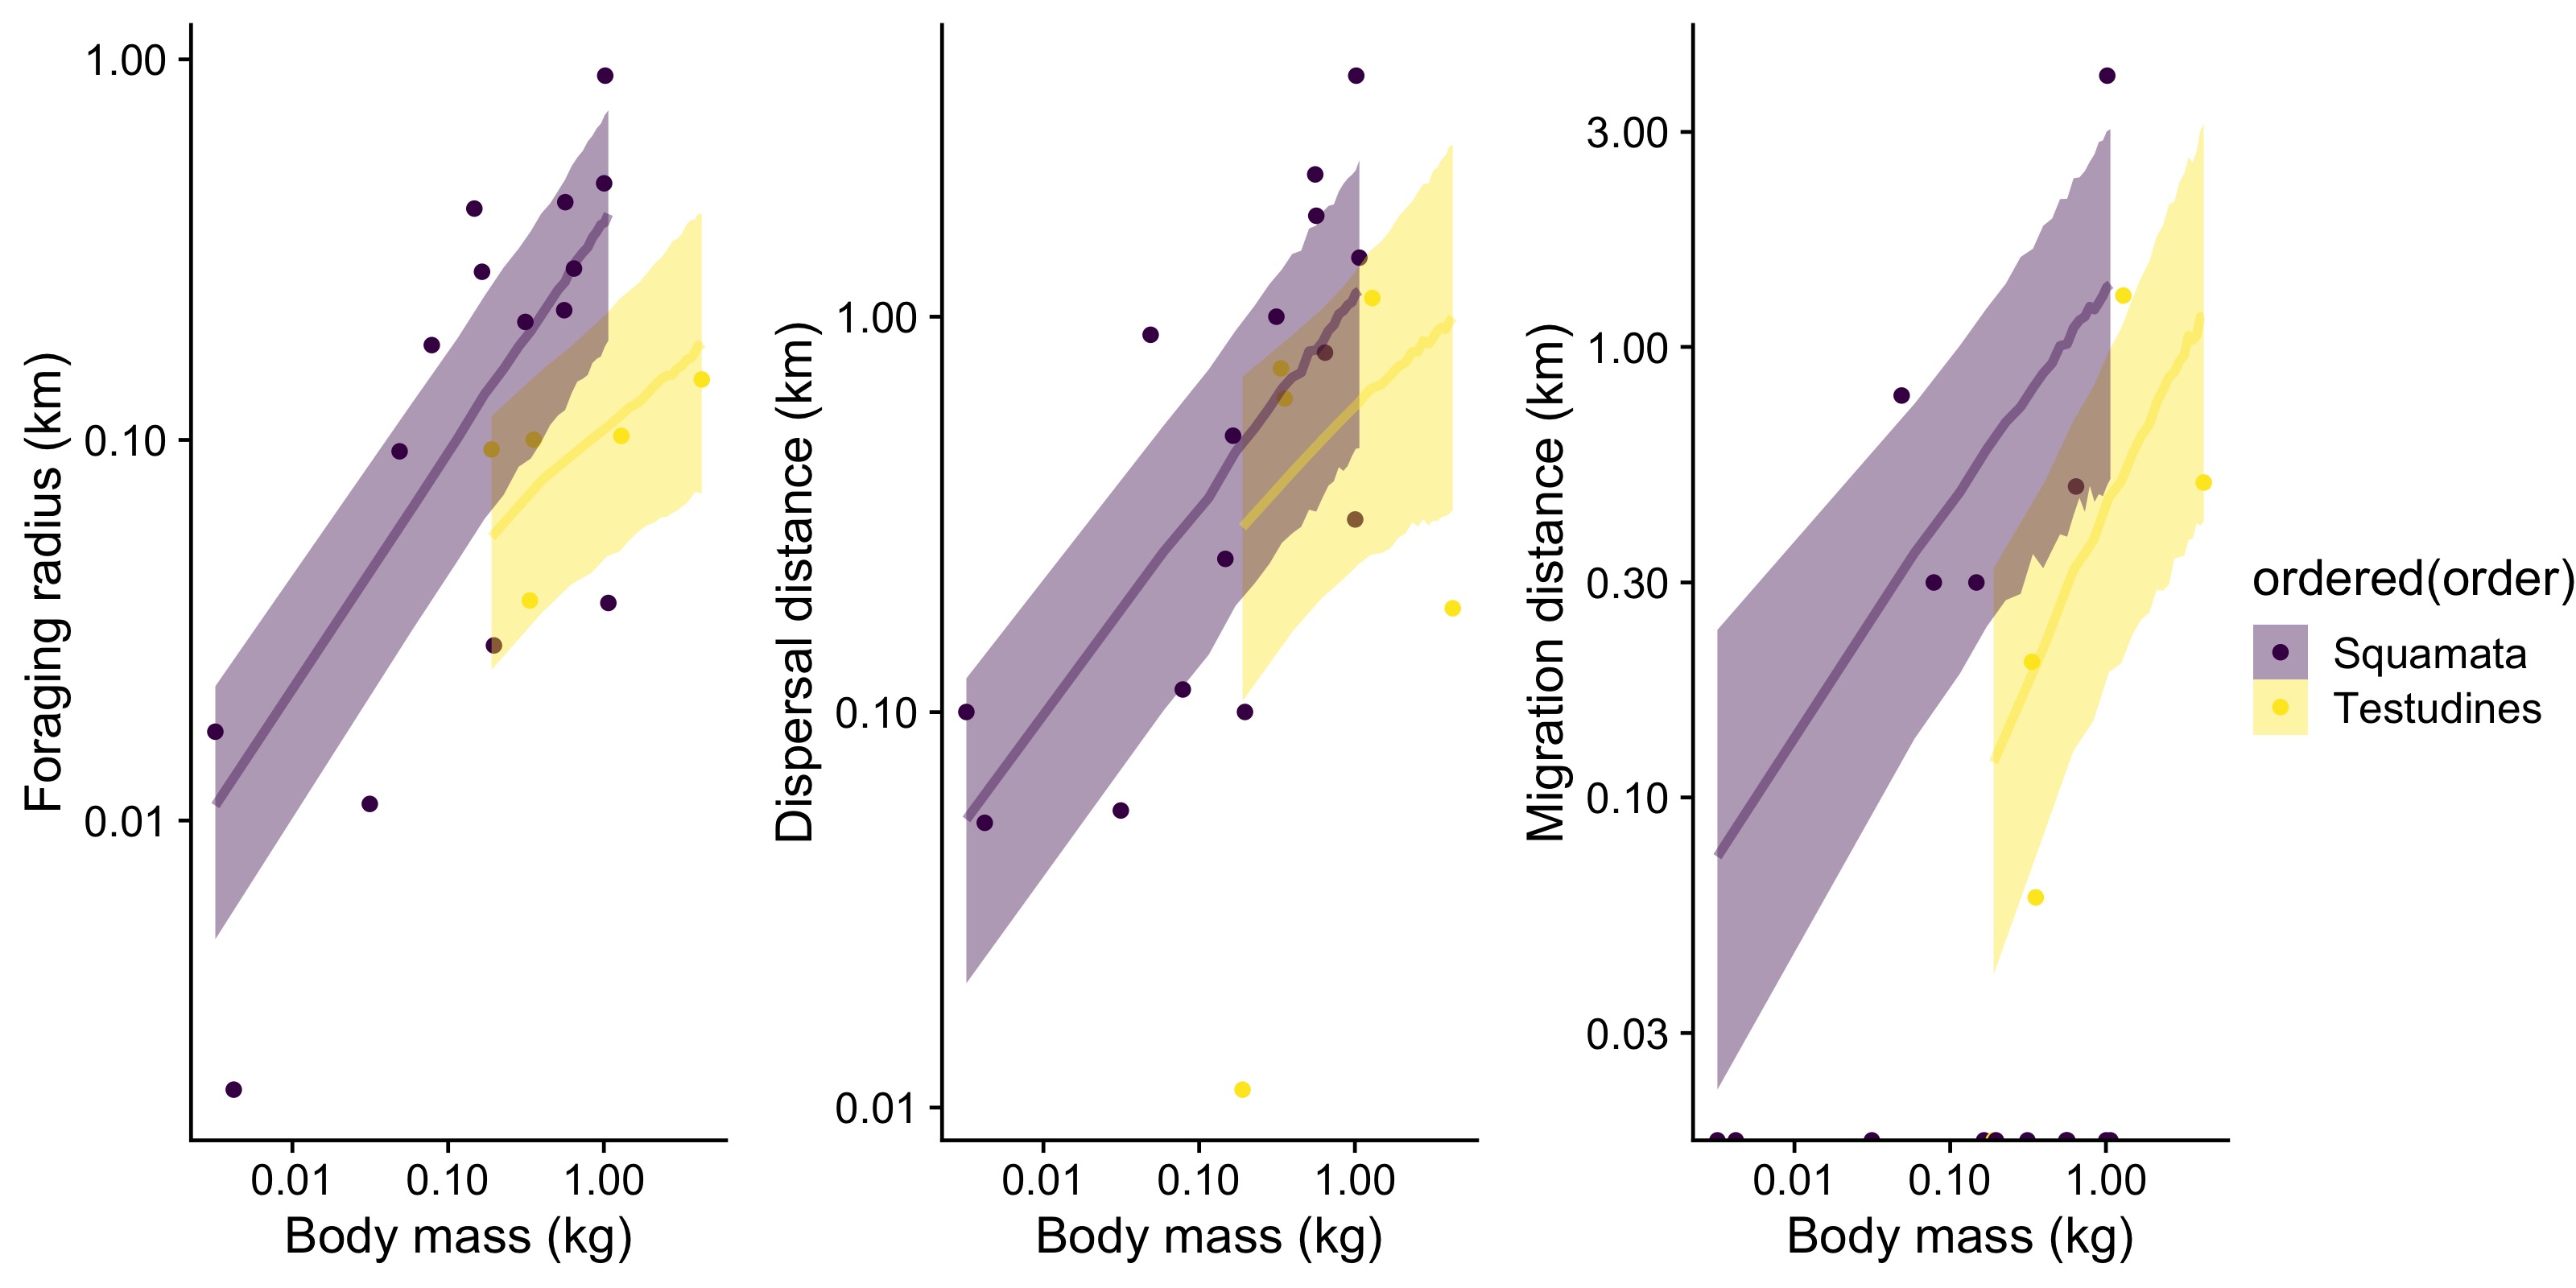 Foraging radius (km)
1.00
0.10
0.01
0.01 0.10 1.00
Body mass (kg)
Dispersal distance (km)
1.00
0.10
0.01
0.01 0.10 1.00
Body mass (kg)
Migration distance (km)
3.00
1.00
0.30
0.10
0.03
0.01 0.10 1.00
Body mass (kg)
ordered(order)
Squamata
Testudines